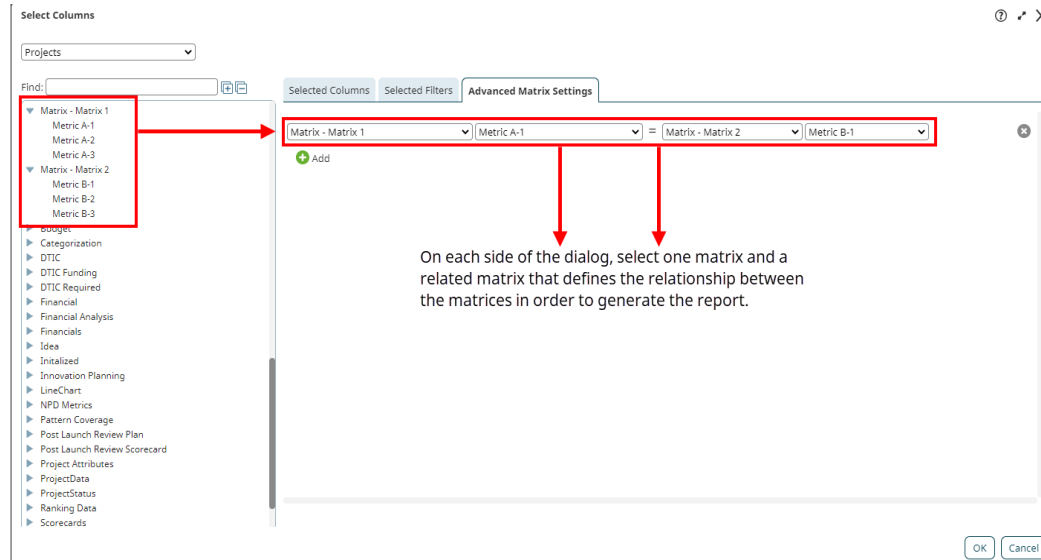 Select Columns
Projects
Find:
Matrix - Matrix 1
Metric A-1
Metric A-2
Metric A-3
Matrix - Matrix 2
Metric B-1
Metric B-2
Metric B-3
Budget
Categorization
DTIC
DTIC Funding
DTIC Required
Financial
Financial Analysis
Financials
Idea
Initalized
Innovation Planning
LineChart
NPD Metrics
Pattern Coverage
Post Launch Review Plan
Post Launch Review Scorecard
Project Attributes
ProjectData
ProjectStatus
Ranking Data
Scorecards
Selected Columns Selected Filters Advanced Matrix Settings
Matrix - Matrix 1 Metric A-1 = Matrix - Matrix 2 Metric B-1
Add
On each side of the dialog, select one matrix and a
related matrix that defines the relationship between
the matrices in order to generate the report.
OK Cancel